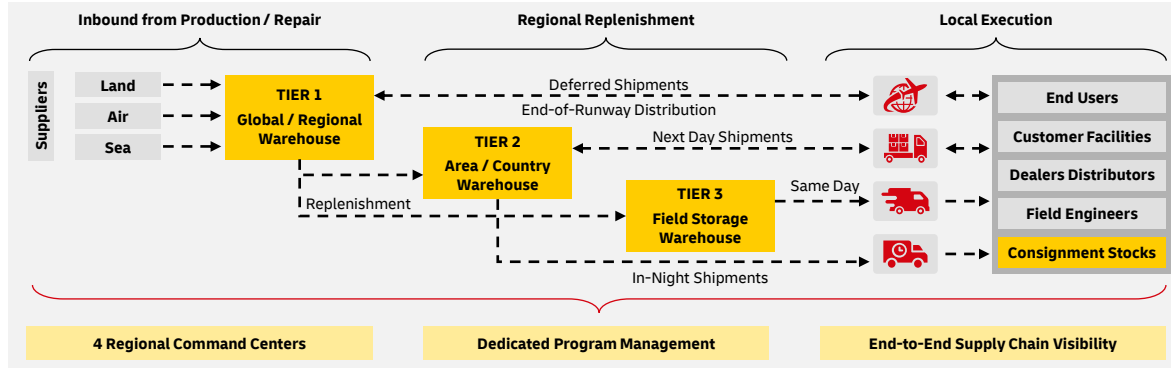 Inbound from Production / Repair
Regional Replenishment
Local Execution
Suppliers
Land
Air
Sea
TIER 1
Global / Regional
Warehouse
Deferred Shipments
End-of-Runway Distribution
TIER 2
Area / Country
Warehouse
Next Day Shipments
Replenishment
TIER 3
Field Storage
Warehouse
Same Day
In-Night Shipments
End Users
Customer Facilities
Dealers Distributors
Field Engineers
Consignment Stocks
4 Regional Command Centers
Dedicated Program Management
End-to-End Supply Chain Visibility